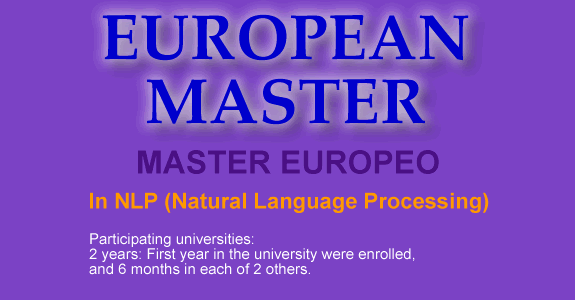 EUROPEAN
MASTER
MASTER EUROPEO
In NLP (Natural Language Processing)
Participating universities:
2 years: First year in the university were enrolled,
and 6 months in each of 2 others.